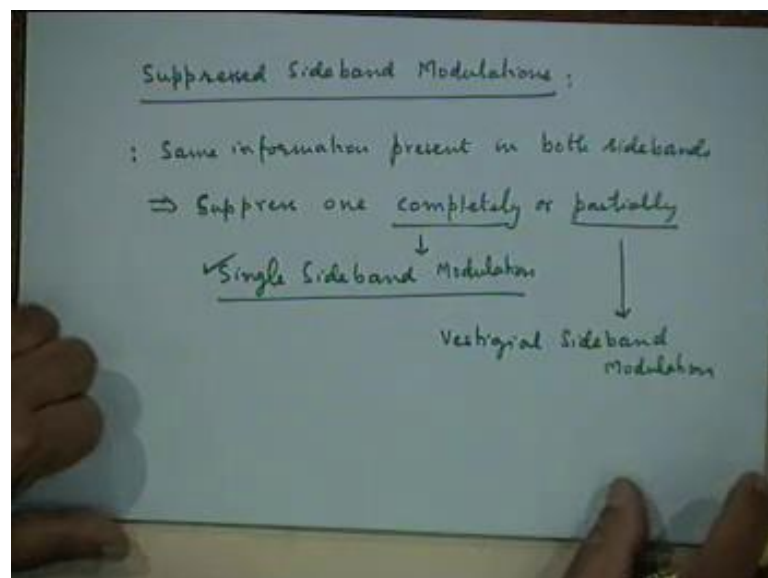 Suppressed Sideband Modulations :
: Same information present in both sidebands
⇒ Suppress one completely or partially
↓
✓Single Sideband Modulation
Vestigial Sideband
Modulation